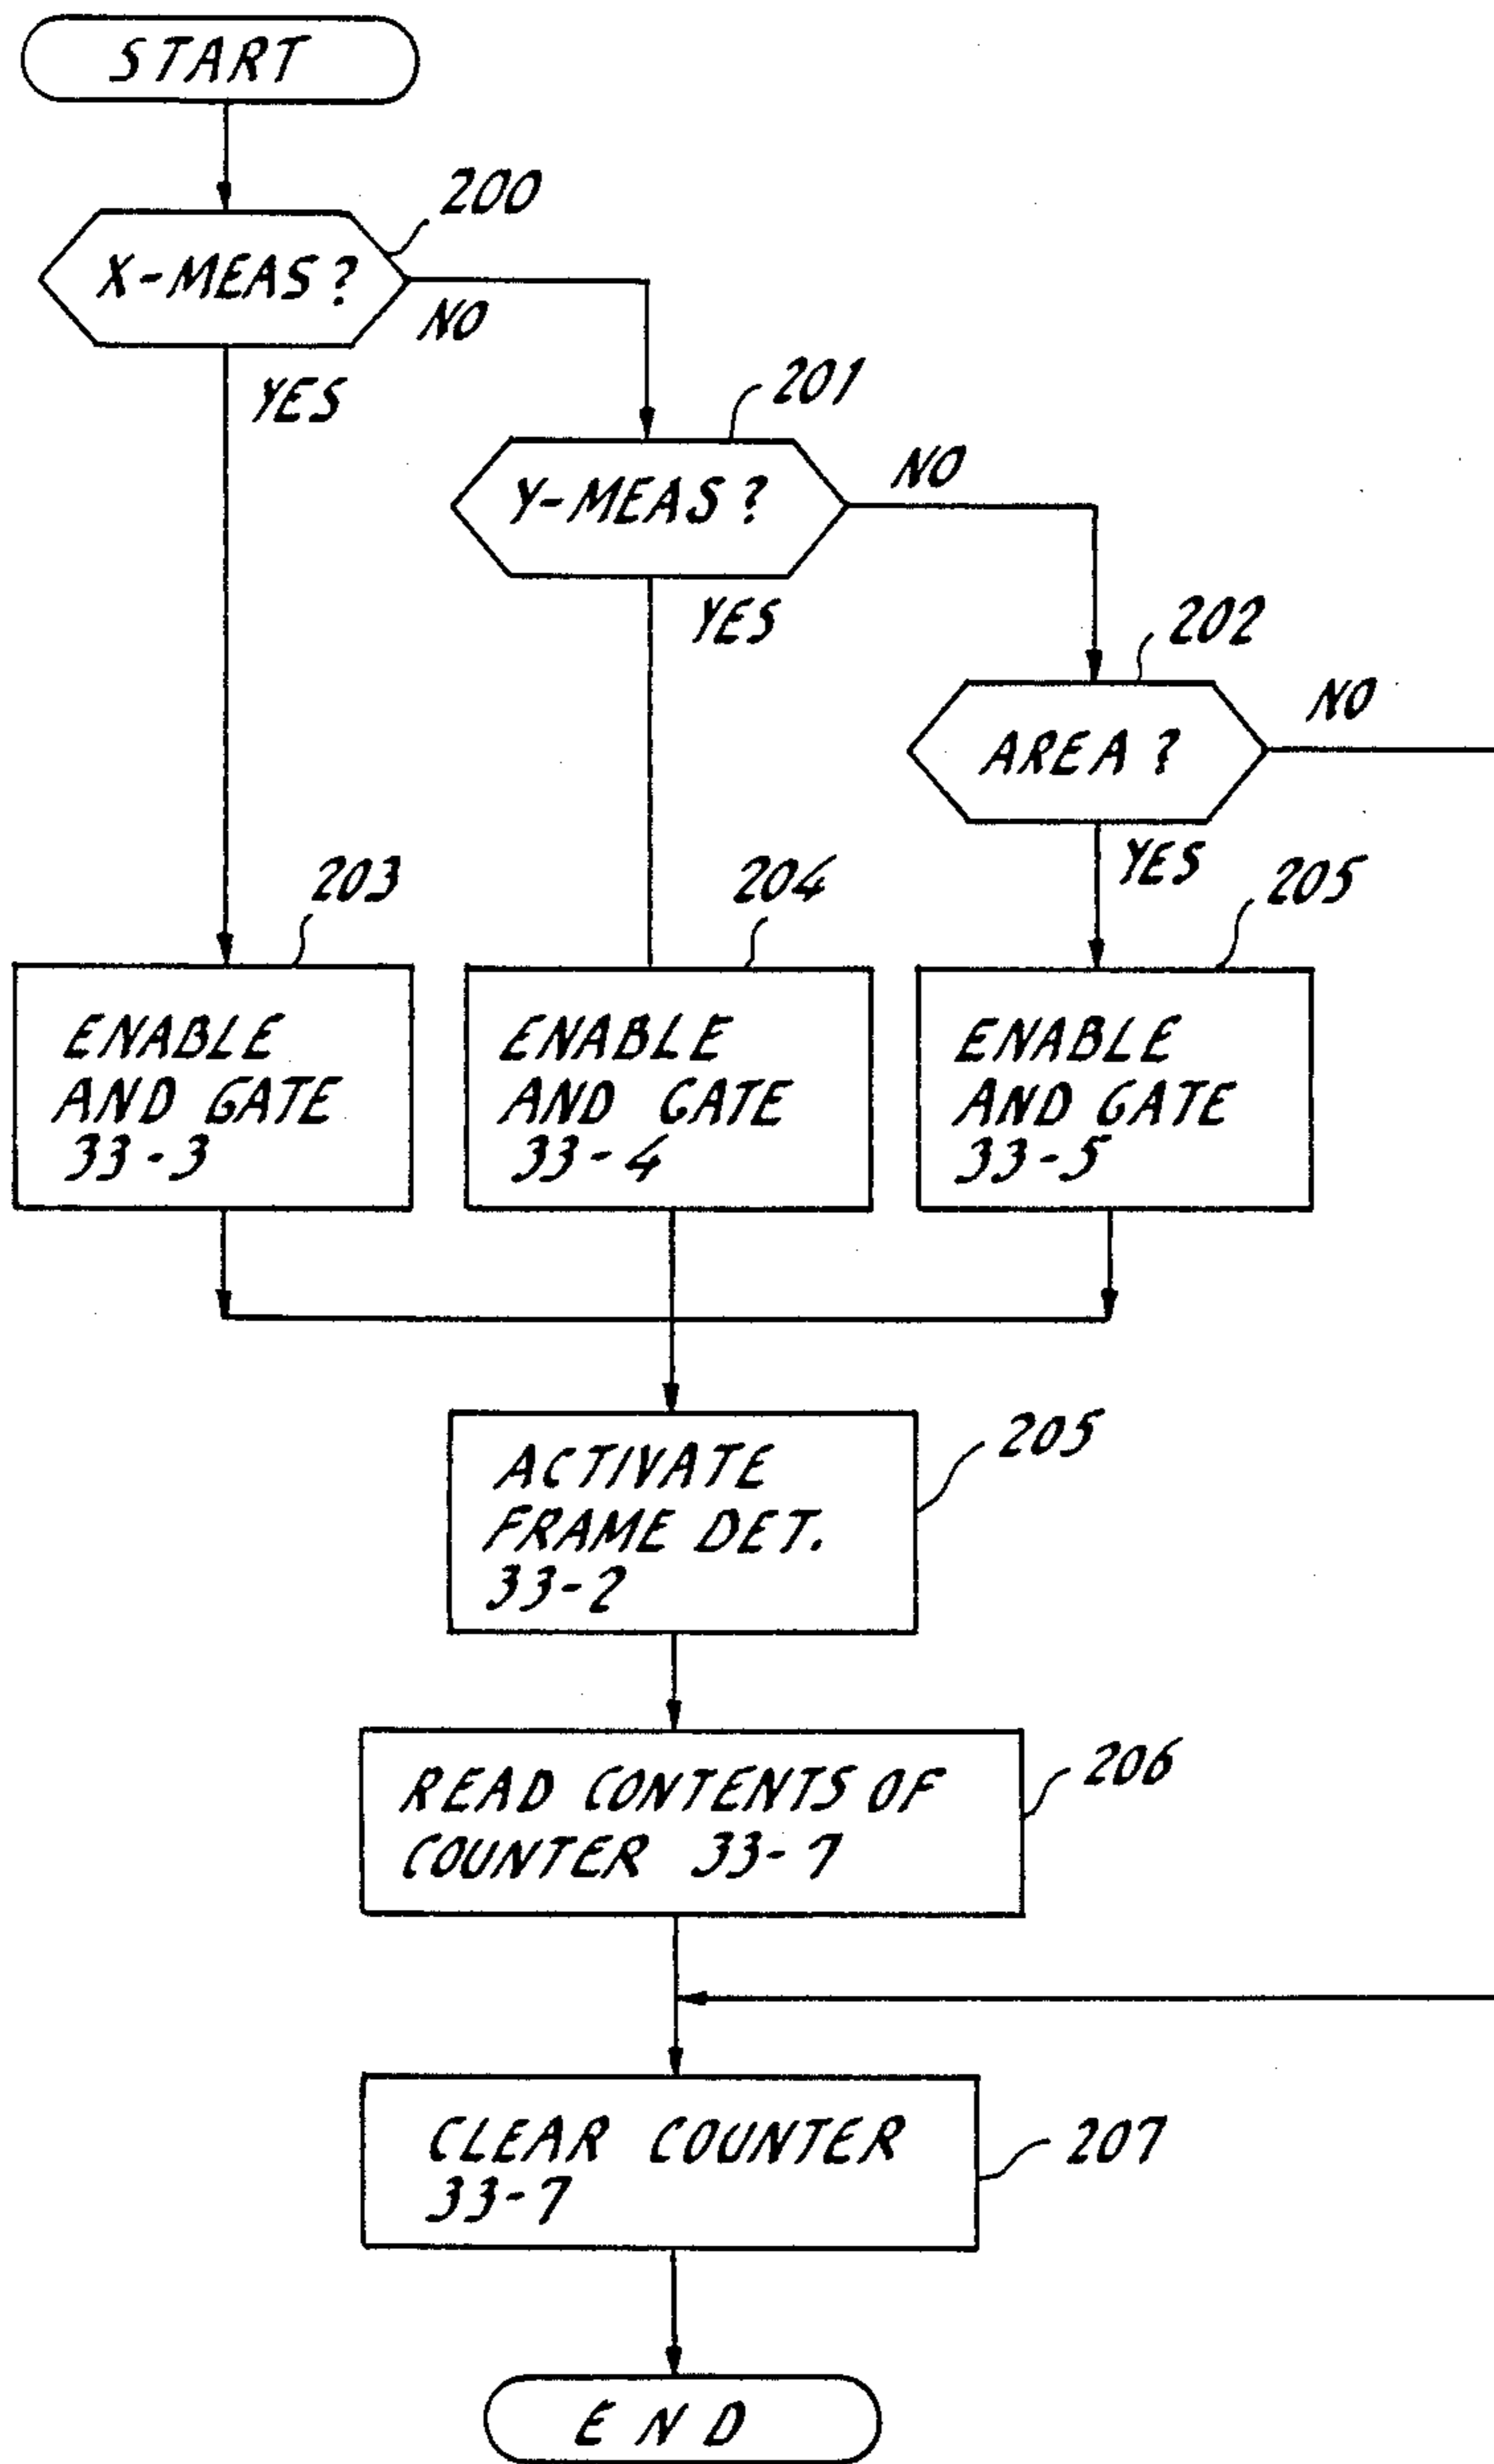 START
200
X-MEAS?
NO
YES
201
Y-MEAS?
NO
YES
202
AREA?
NO
YES
203
204
205
ENABLE
AND GATE
33-3
ENABLE
AND GATE
33-4
ENABLE
AND GATE
33-5
205
ACTIVATE
FRAME DET.
33-2
206
READ CONTENTS OF
COUNTER 33-7
207
CLEAR COUNTER
33-7
END